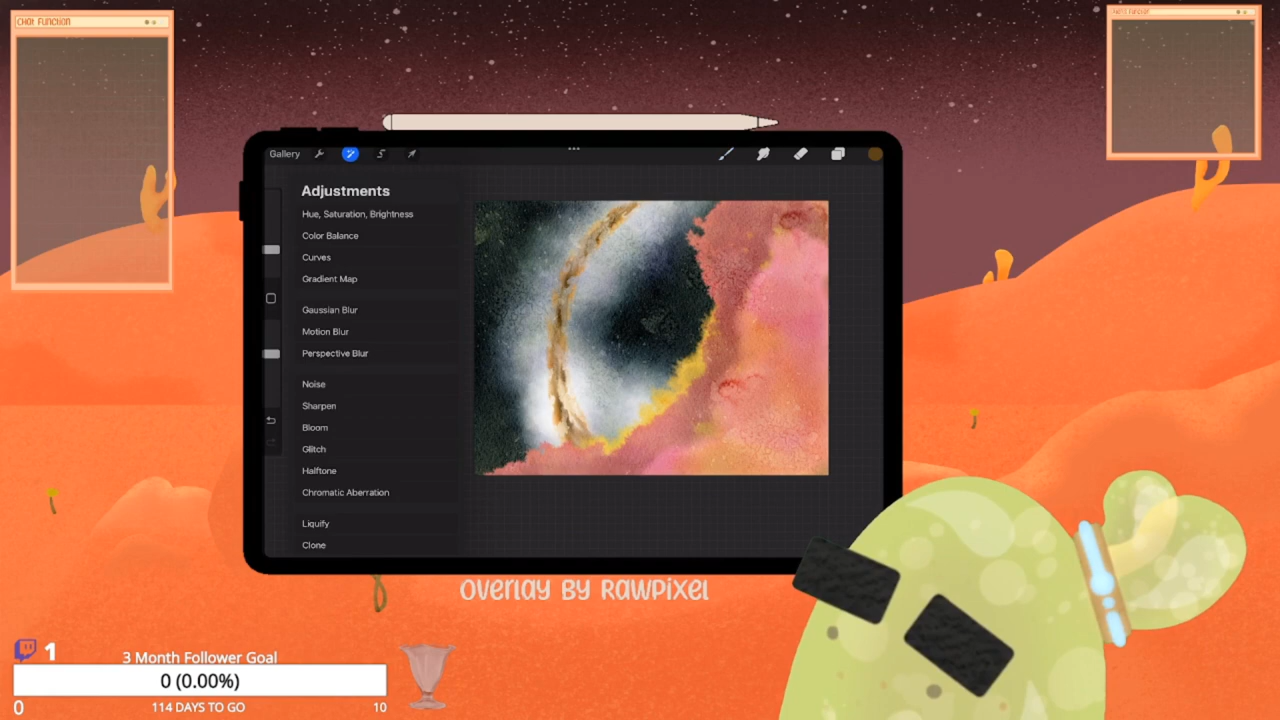 Chat Function
Gallery
Adjustments
Hue, Saturation, Brightness
Color Balance
Curves
Gradient Map
Gaussian Blur
Motion Blur
Perspective Blur
Noise
Sharpen
Bloom
Glitch
Halftone
Chromatic Aberration
Liquify
Clone
Overlay by Rawpixel
1
3 Month Follower Goal
0 (0.00%)
0 114 DAYS TO GO 10